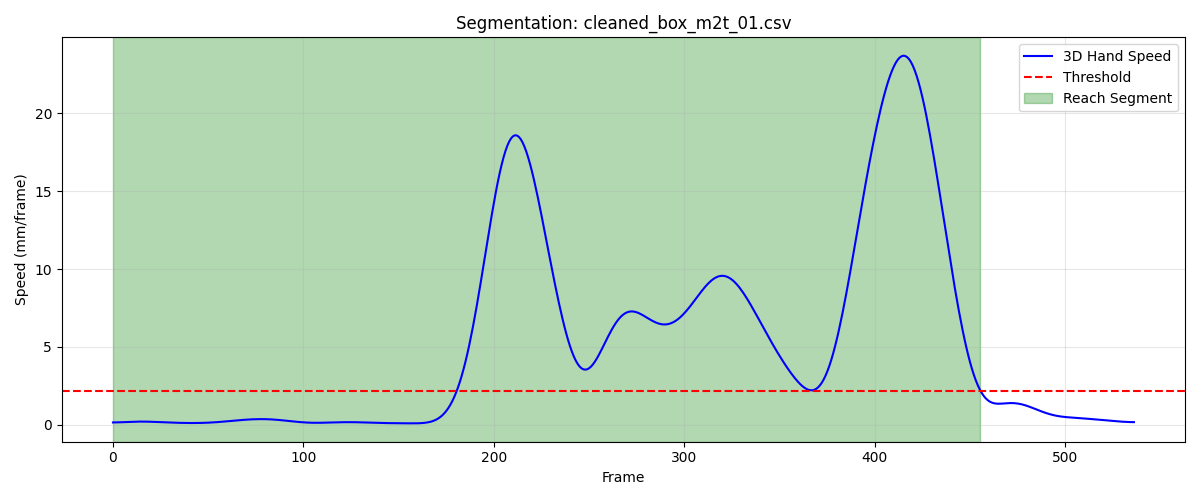 Segmentation: cleaned_box_m2t_01.csv
3D Hand Speed
Threshold
Reach Segment
Speed (mm/frame)
20
15
10
5
0
0 100 200 300 400 500
Frame